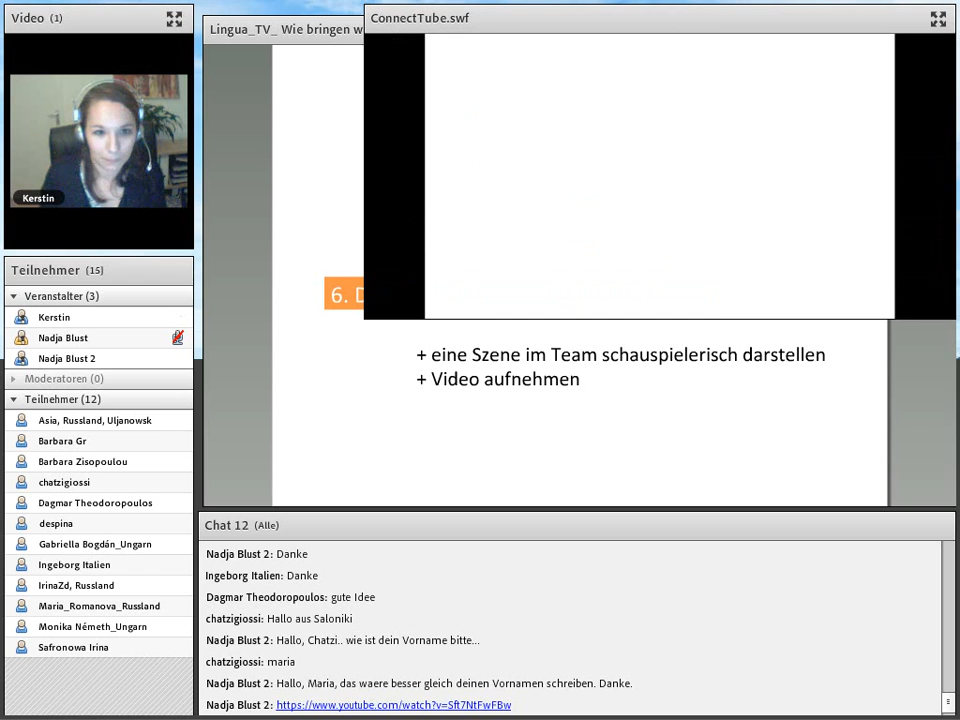 Video (1)
Kerstin
Teilnehmer (15)
Veranstalter (3)
Kerstin
Nadja Blust
Nadja Blust 2
Moderatoren (0)
Teilnehmer (12)
Asia, Russland, Uljanowsk
Barbara Gr
Barbara Zisopoulou
chatzigiossi
Dagmar Theodoropoulos
despina
Gabriella Bogdán_Ungarn
Ingeborg Italien
IrinaZd, Russland
Maria_Romanova_Russland
Monika Németh_Ungarn
Safronowa Irina
Lingua_TV_ Wie bringen w
ConnectTube.swf
6. D
+ eine Szene im Team schauspielerisch darstellen
+ Video aufnehmen
Chat 12 (Alle)
Nadja Blust 2: Danke
Ingeborg Italien: Danke
Dagmar Theodoropoulos: gute Idee
chatzigiossi: Hallo aus Saloniki
Nadja Blust 2: Hallo, Chatzi.. wie ist dein Vorname bitte...
chatzigiossi: maria
Nadja Blust 2: Hallo, Maria, das waere besser gleich deinen Vornamen schreiben. Danke.
Nadja Blust 2: https://www.youtube.com/watch?v=Sft7NtFwFBw